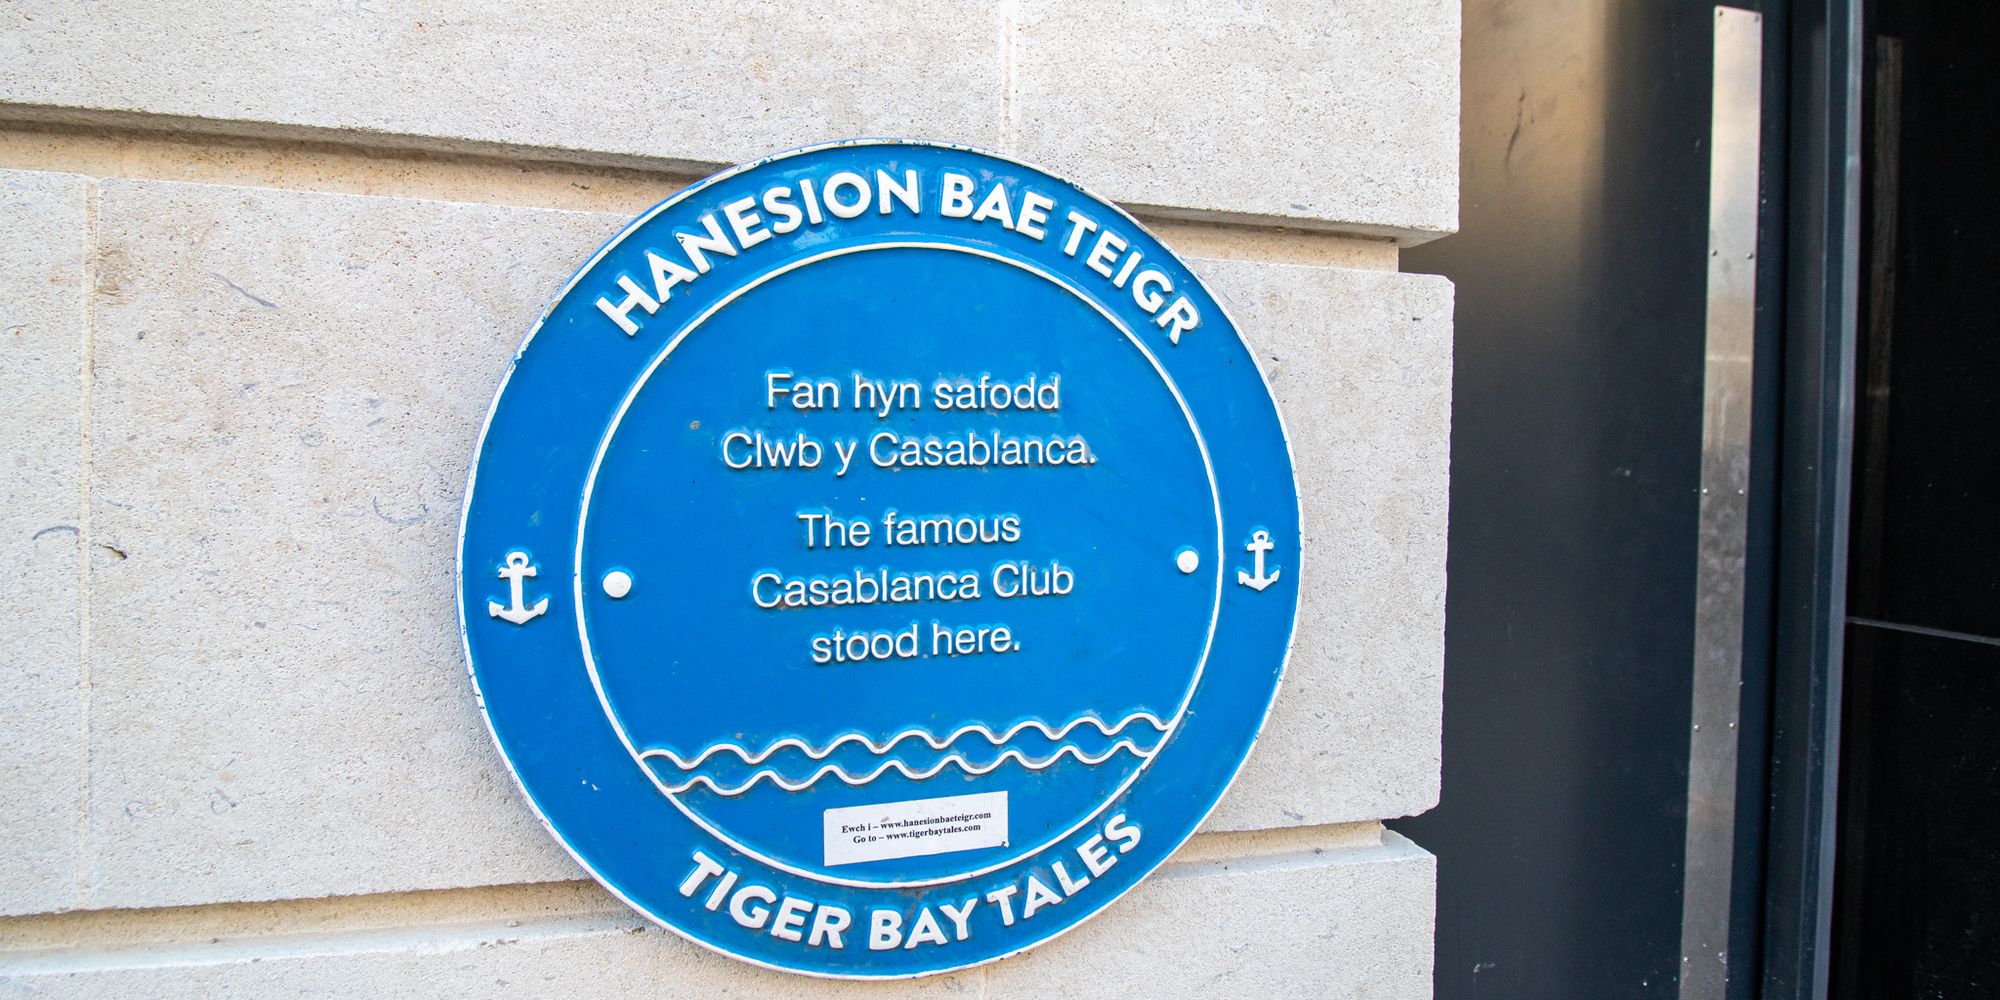 HANESION BAE TEIGR
Fan hyn safodd
Clwb y Casablanca.
The famous
Casablanca Club
stood here.
Ewch i – www.hanesionbaeteigr.com
Go to – www.tigerbaytales.com
TIGER BAY TALES